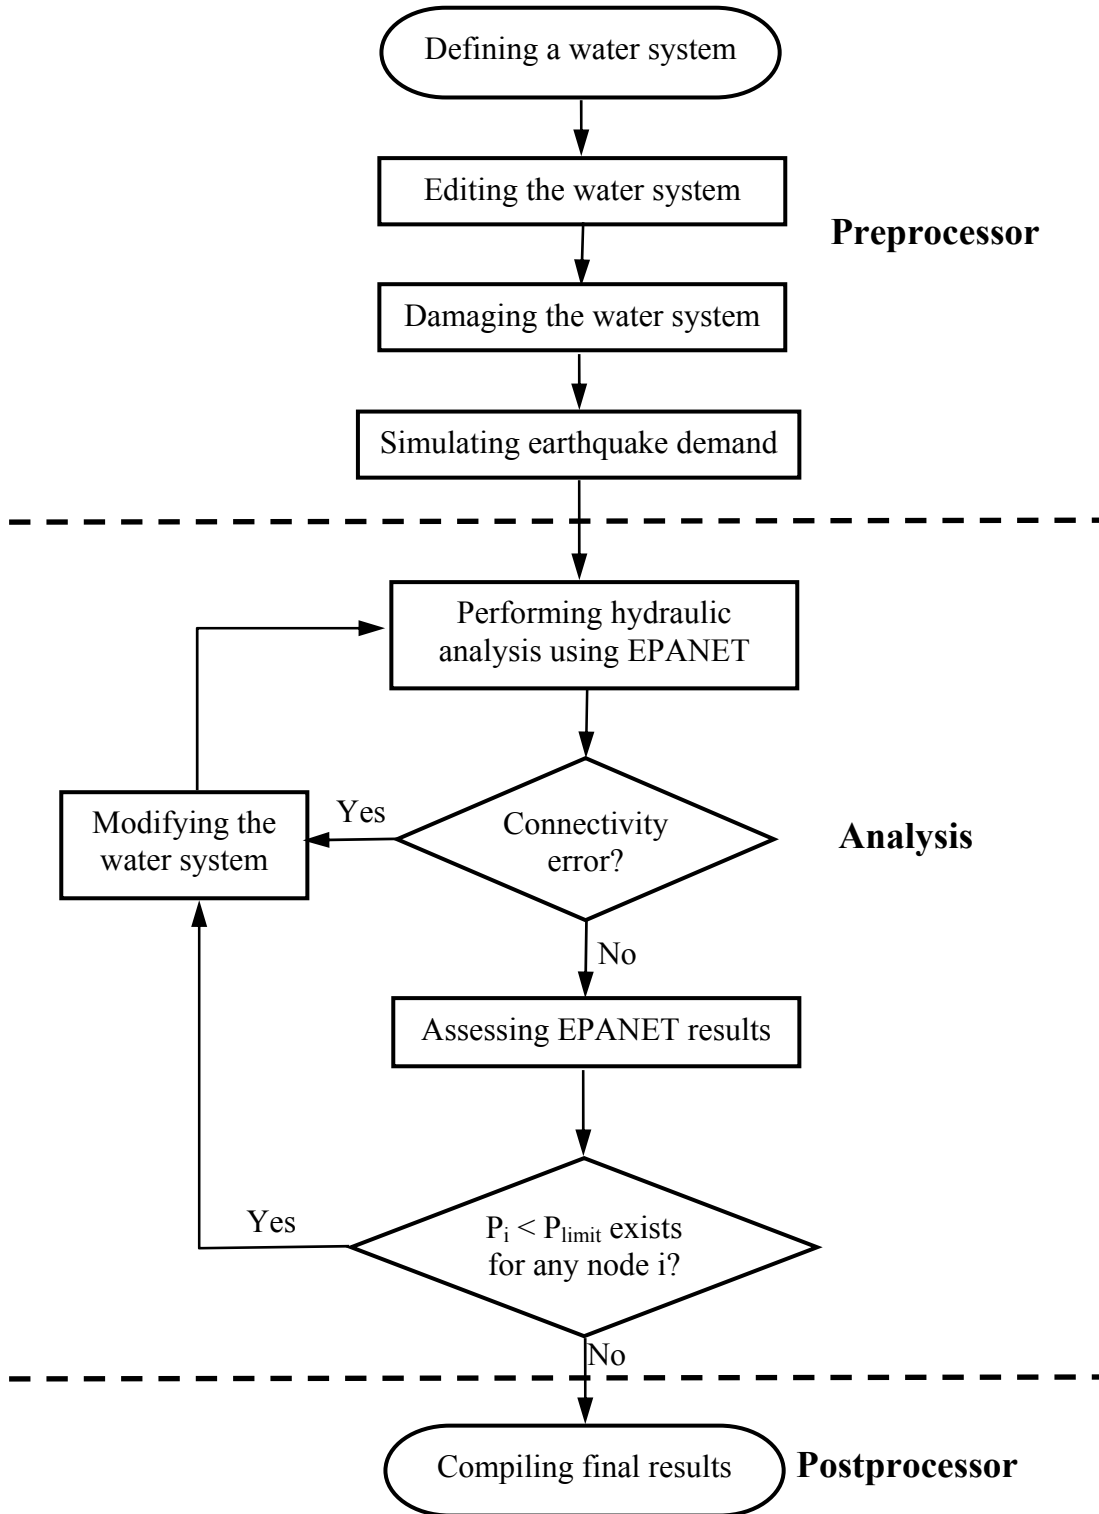 Defining a water system
Editing the water system
Preprocessor
Damaging the water system
Simulating earthquake demand
Performing hydraulic
analysis using EPANET
Modifying the
water system
Yes
Connectivity
error?
Analysis
No
Assessing EPANET results
Yes
Pi < Plimit exists
for any node i?
No
Compiling final results
Postprocessor